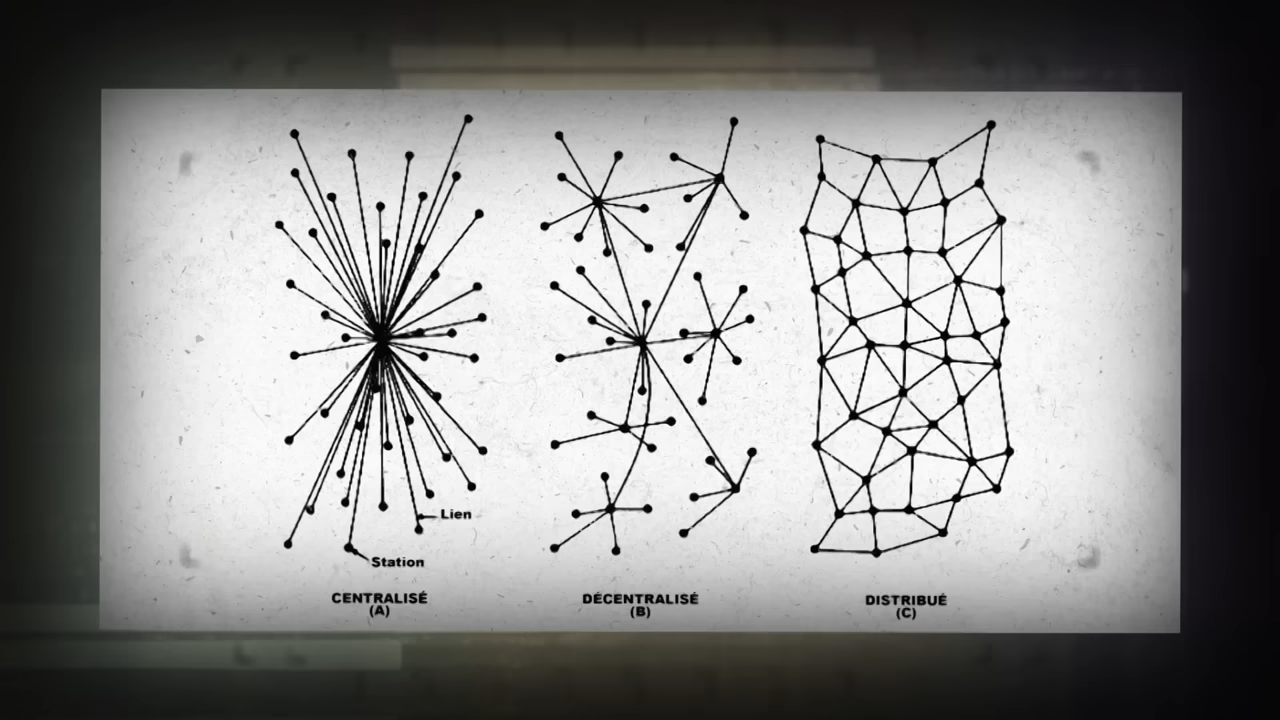 Lien
Station
CENTRALISÉ
(A)
DÉCENTRALISÉ
(B)
DISTRIBUÉ
(C)